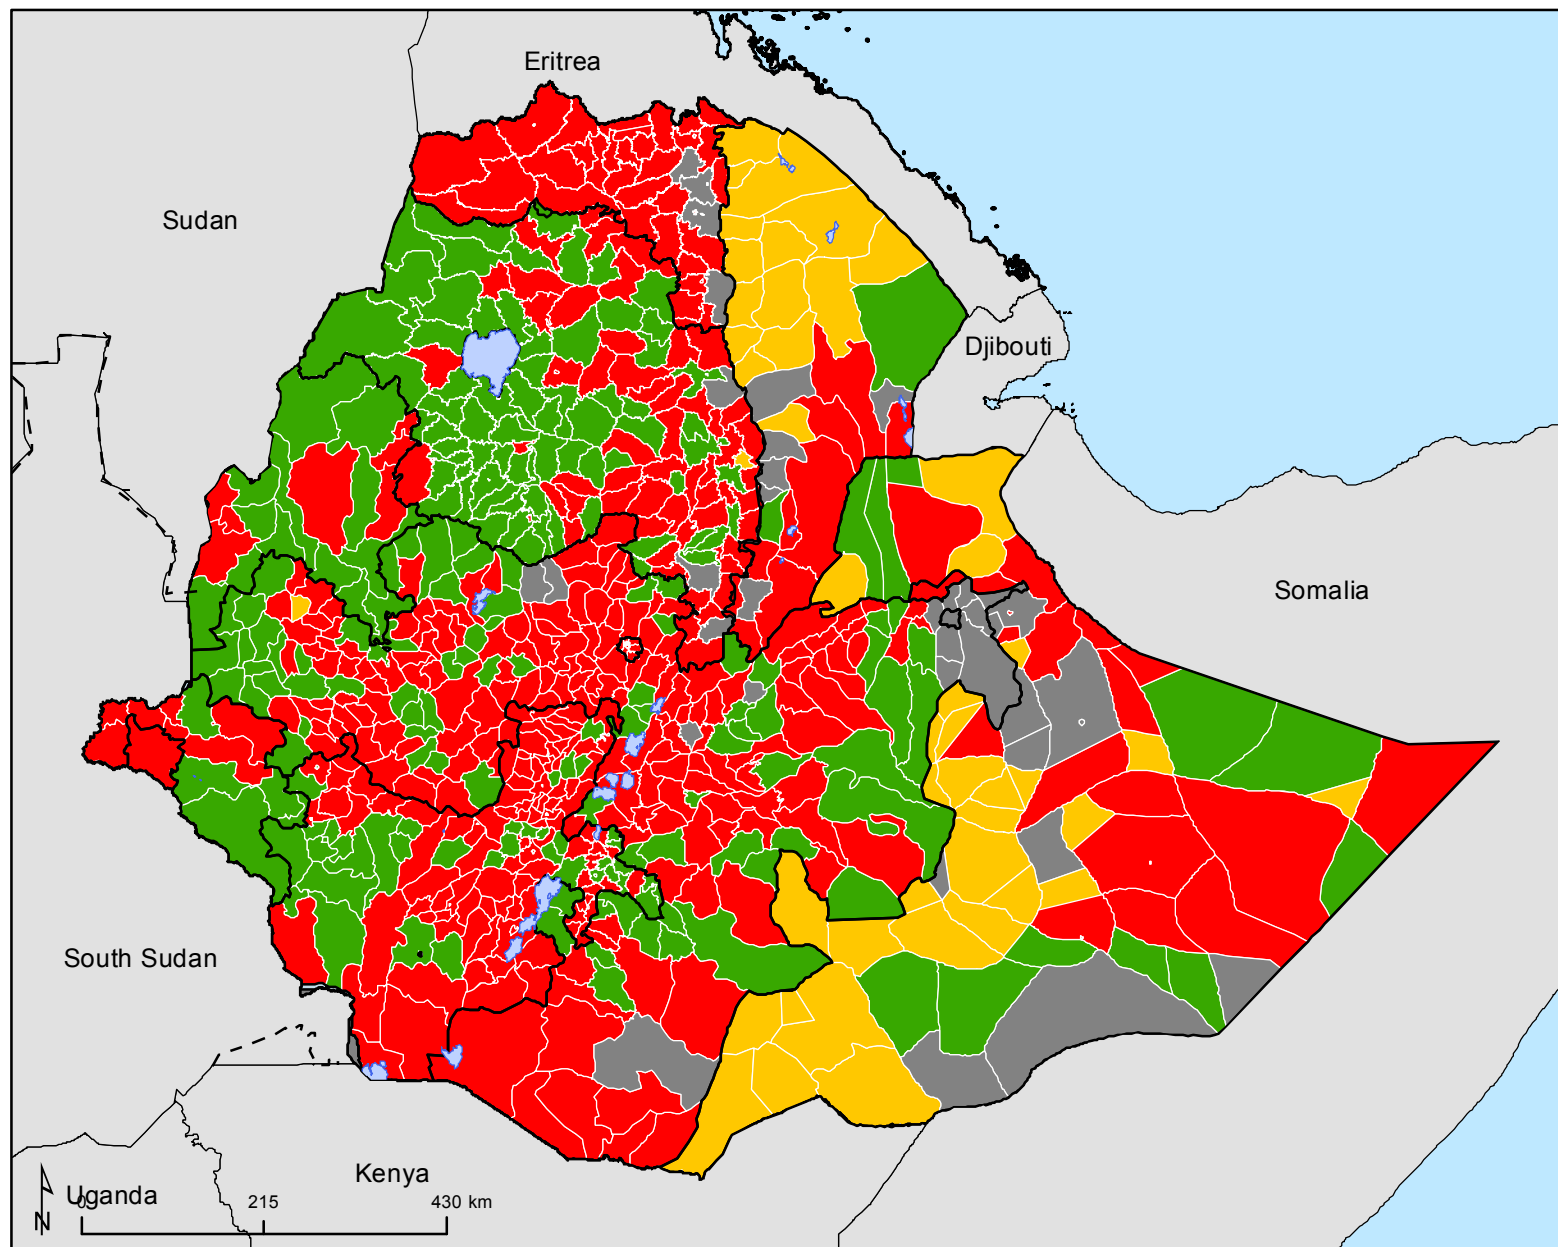 Eritrea
Sudan
Djibouti
Somalia
South Sudan
Kenya
Uganda
N
0 215 430 km